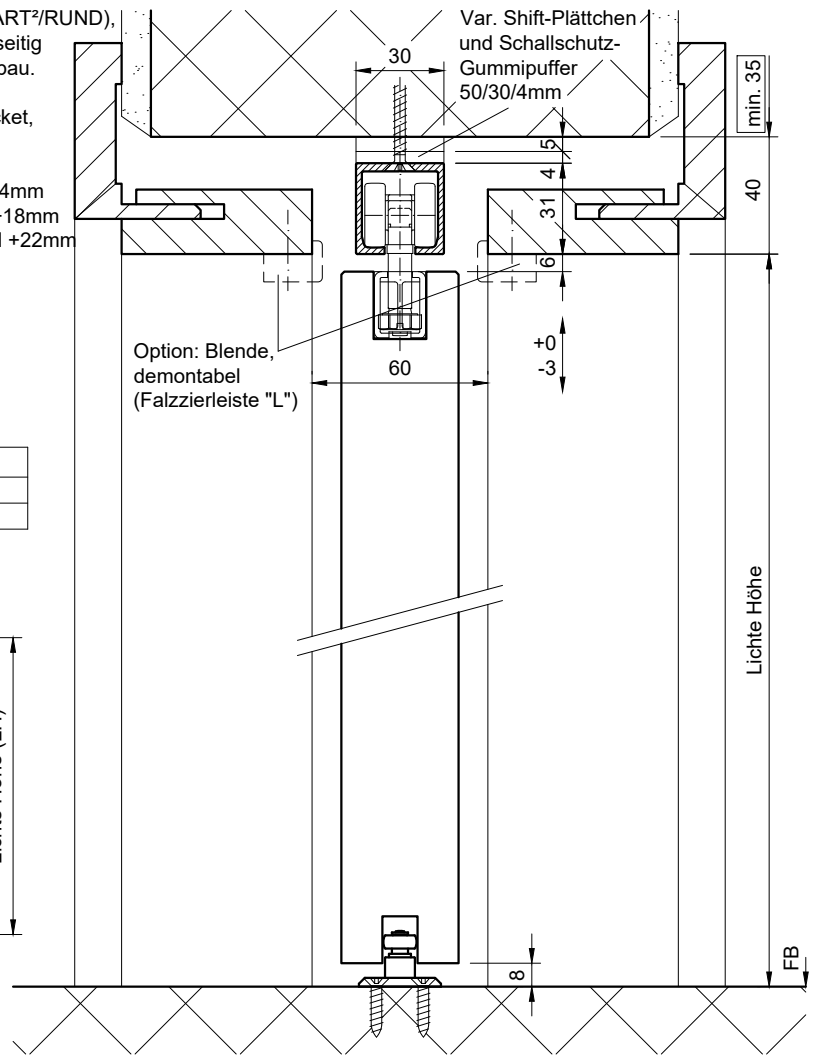 ART²/RUND),
seitig
bau.
cket,
4mm
-18mm
+22mm
Var. Shift-Plättchen
und Schallschutz-
Gummipuffer
50/30/4mm
30
min. 35
5
4
31
6
40
Option: Blende,
demontabel
(Falzzierleiste "L")
60
+0
-3
Lichte Höhe
8
FB